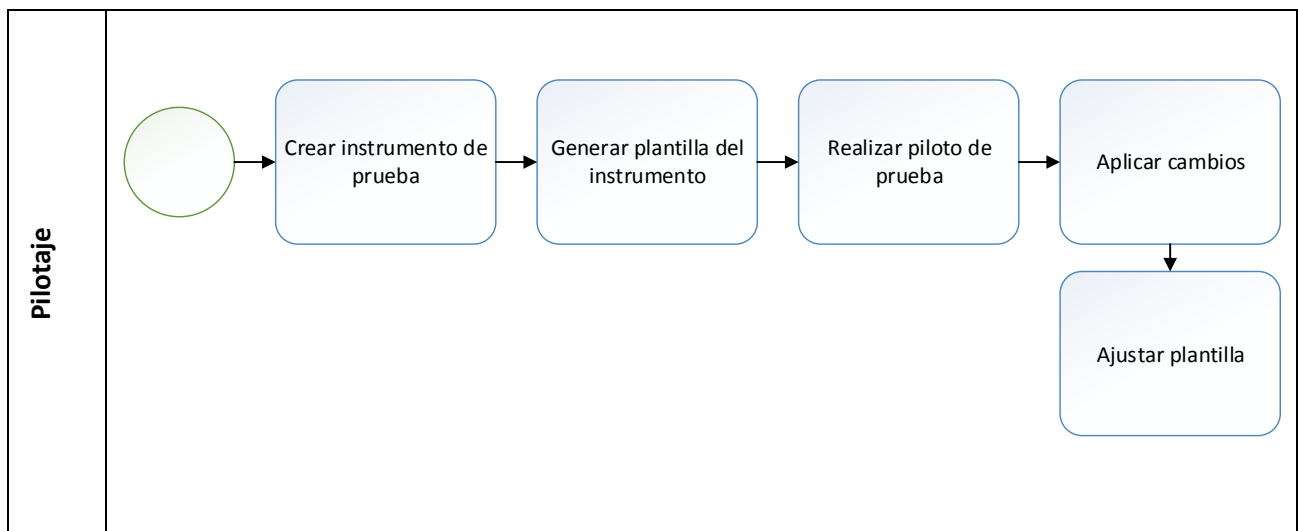 Pilotaje
Crear instrumento de
prueba
Generar plantilla del
instrumento
Realizar piloto de
prueba
Aplicar cambios
Ajustar plantilla